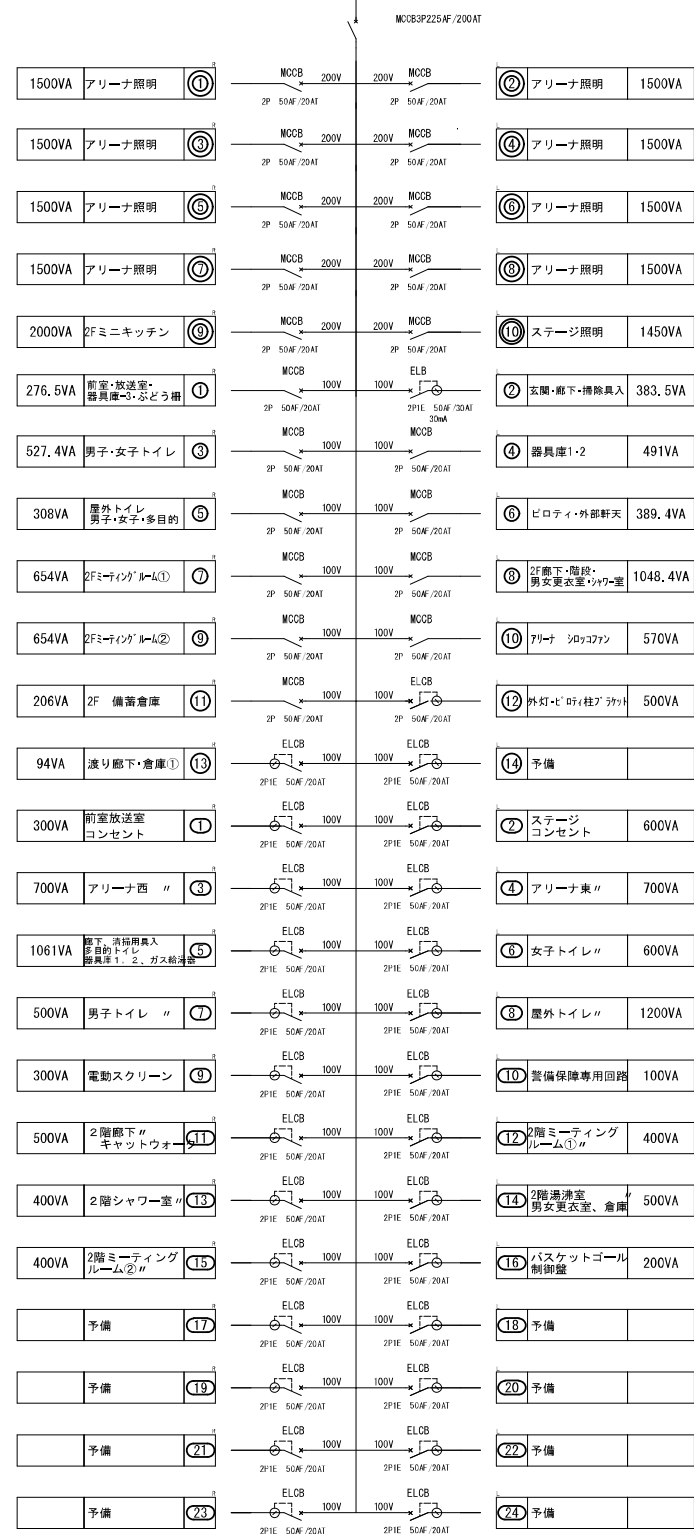 MCCB3P225AF/200AT
R L
1500VA アリーナ照明 ① MCCB 200V 200V MCCB ② アリーナ照明 1500VA
2P 50AF/20AT 2P 50AF/20AT
R L
1500VA アリーナ照明 ③ MCCB 200V 200V MCCB ④ アリーナ照明 1500VA
2P 50AF/20AT 2P 50AF/20AT
R L
1500VA アリーナ照明 ⑤ MCCB 200V 200V MCCB ⑥ アリーナ照明 1500VA
2P 50AF/20AT 2P 50AF/20AT
R L
1500VA アリーナ照明 ⑦ MCCB 200V 200V MCCB ⑧ アリーナ照明 1500VA
2P 50AF/20AT 2P 50AF/20AT
R L
2000VA 2Fミニキッチン ⑨ MCCB 200V 200V MCCB ⑩ ステージ照明 1450VA
2P 50AF/20AT 2P 50AF/20AT
R L
276.5VA 前室・放送室・ ① MCCB 100V 100V ELB ② 玄関・廊下・掃除具入 383.5VA
器具庫-3・ぶどう棚
2P 50AF/20AT 2P1E 50AF/30AT
30mA
R L
527.4VA 男子・女子トイレ ③ MCCB 100V 100V MCCB ④ 器具庫1・2 491VA
2P 50AF/20AT 2P 50AF/20AT
R L
308VA 屋外トイレ ⑤ MCCB 100V 100V MCCB ⑥ ピロティ・外部軒天 389.4VA
男子・女子・多目的
2P 50AF/20AT 2P 50AF/20AT
R L
654VA 2Fミーティングルーム① ⑦ MCCB 100V 100V MCCB ⑧ 2F廊下・階段・ 1048.4VA
男女更衣室・シャワー室
2P 50AF/20AT 2P 50AF/20AT
R L
654VA 2Fミーティングルーム② ⑨ MCCB 100V 100V MCCB ⑩ アリーナ シロッコファン 570VA
2P 50AF/20AT 2P 50AF/20AT
R L
206VA 2F 備蓄倉庫 ⑪ MCCB 100V 100V ELCB ⑫ 外灯・ピロティ柱ブラケット 500VA
2P 50AF/20AT 2P 50AF/20AT
R L
94VA 渡り廊下・倉庫① ⑬ ELCB 100V 100V ELCB ⑭ 予備
2P1E 50AF/20AT 2P1E 50AF/20AT
R L
300VA 前室放送室 ① ELCB 100V 100V ELCB ② ステージ 600VA
コンセント コンセント
2P1E 50AF/20AT 2P1E 50AF/20AT
R L
700VA アリーナ西 〃 ③ ELCB 100V 100V ELCB ④ アリーナ東〃 700VA
2P1E 50AF/20AT 2P1E 50AF/20AT
R L
1061VA 廊下、清掃用具入 ⑤ ELCB 100V 100V ELCB ⑥ 女子トイレ〃 600VA
多目的トイレ
器具庫1.2、ガス給湯器
2P1E 50AF/20AT 2P1E 50AF/20AT
R L
500VA 男子トイレ 〃 ⑦ ELCB 100V 100V ELCB ⑧ 屋外トイレ〃 1200VA
2P1E 50AF/20AT 2P1E 50AF/20AT
R L
300VA 電動スクリーン ⑨ ELCB 100V 100V ELCB ⑩ 警備保障専用回路 100VA
2P1E 50AF/20AT 2P1E 50AF/20AT
R L
500VA 2階廊下〃 ⑪ ELCB 100V 100V ELCB ⑫ 2階ミーティング 400VA
キャットウォーク ルーム①〃
2P1E 50AF/20AT 2P1E 50AF/20AT
R L
400VA 2階シャワー室〃 ⑬ ELCB 100V 100V ELCB ⑭ 2階湯沸室 〃 500VA
男女更衣室、倉庫
2P1E 50AF/20AT 2P1E 50AF/20AT
R L
400VA 2階ミーティング ⑮ ELCB 100V 100V ELCB ⑯ バスケットゴール 200VA
ルーム②〃 制御盤
2P1E 50AF/20AT 2P1E 50AF/20AT
R L
予備 ⑰ ELCB 100V 100V ELCB ⑱ 予備
2P1E 50AF/20AT 2P1E 50AF/20AT
R L
予備 ⑲ ELCB 100V 100V ELCB ⑳ 予備
2P1E 50AF/20AT 2P1E 50AF/20AT
R L
予備 ㉑ ELCB 100V 100V ELCB ㉒ 予備
2P1E 50AF/20AT 2P1E 50AF/20AT
R L
予備 ㉓ ELCB 100V 100V ELCB ㉔ 予備
2P1E 50AF/20AT 2P1E 50AF/20AT